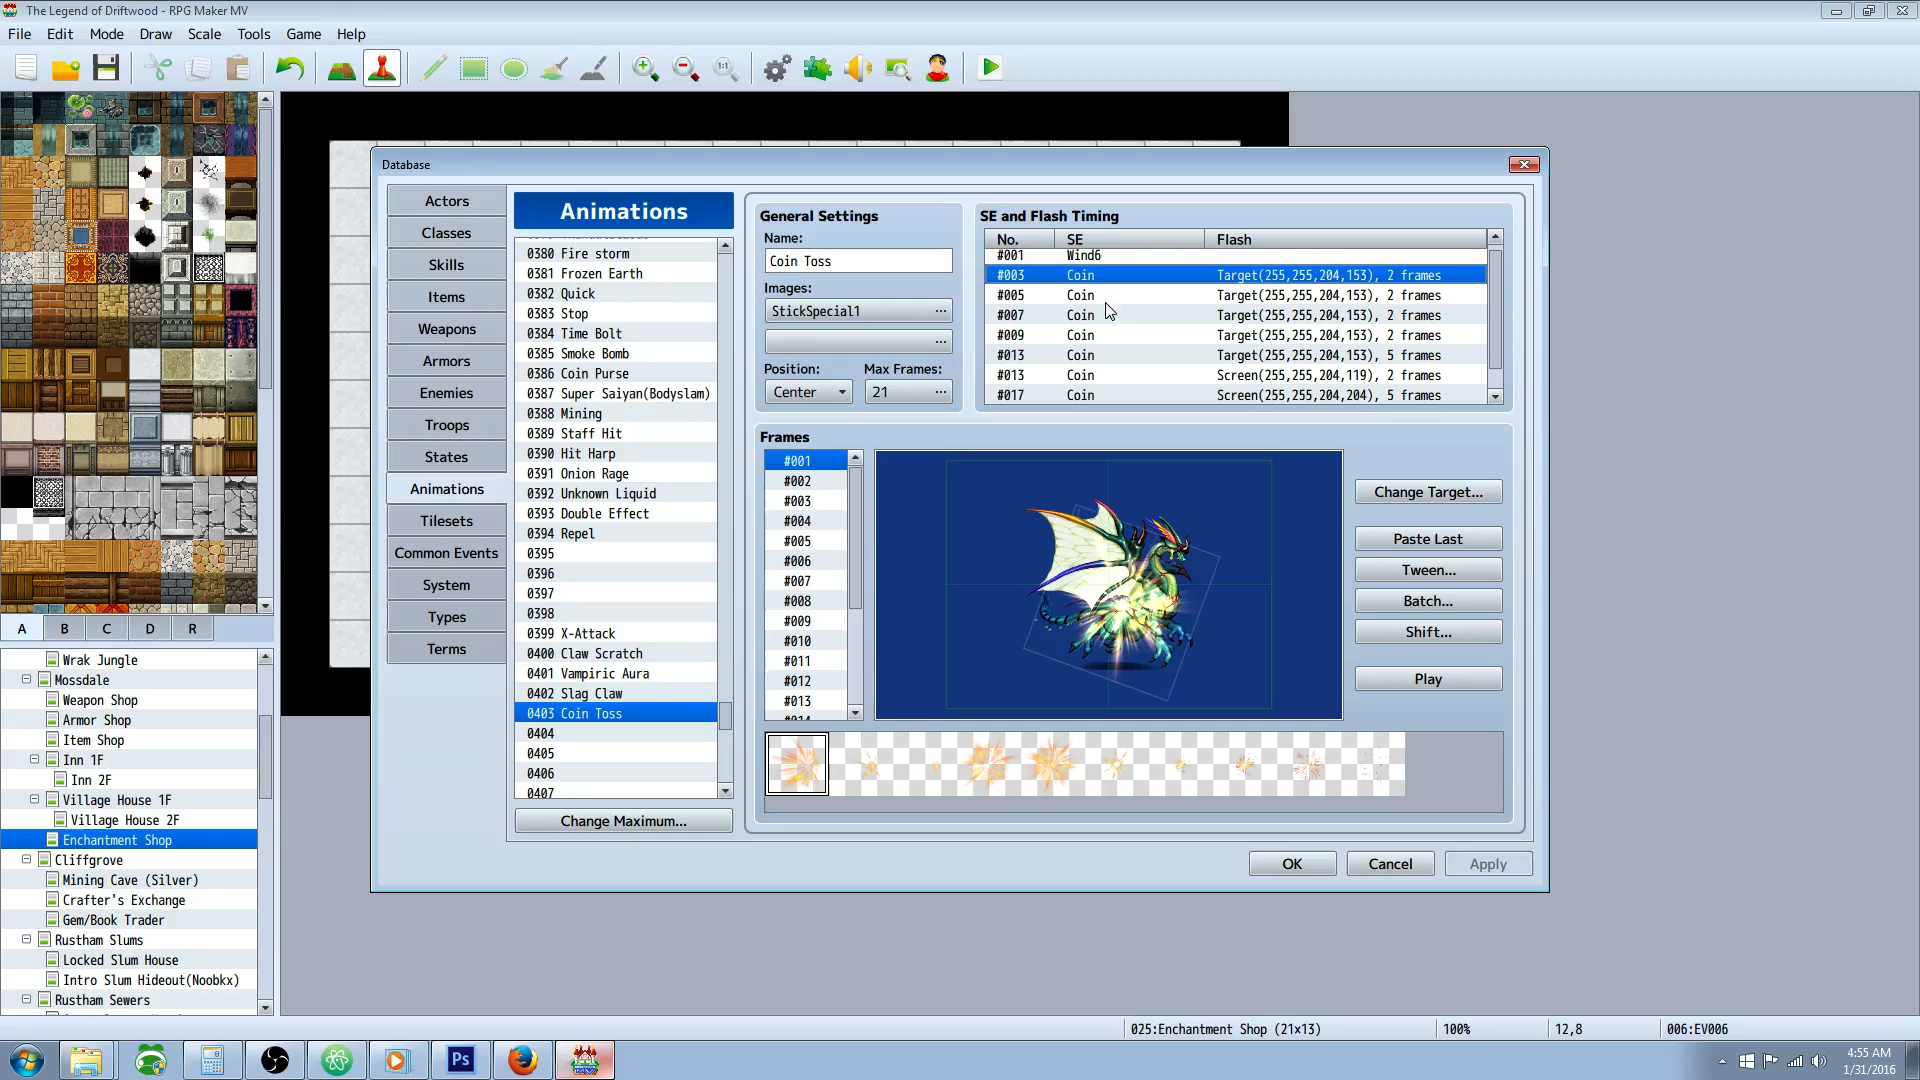 The Legend of Driftwood - RPG Maker MV
File Edit Mode Draw Scale Tools Game Help
1:1
Database
Actors
Classes
Skills
Items
Weapons
Armors
Enemies
Troops
States
Animations
Tilesets
Common Events
System
Types
Terms
Animations
0380 Fire storm
0381 Frozen Earth
0382 Quick
0383 Stop
0384 Time Bolt
0385 Smoke Bomb
0386 Coin Purse
0387 Super Saiyan(Bodyslam)
0388 Mining
0389 Staff Hit
0390 Hit Harp
0391 Onion Rage
0392 Unknown Liquid
0393 Double Effect
0394 Repel
0395
0396
0397
0398
0399 X-Attack
0400 Claw Scratch
0401 Vampiric Aura
0402 Slag Claw
0403 Coin Toss
0404
0405
0406
0407
Change Maximum...
General Settings
Name:
Coin Toss
Images:
StickSpecial1 ...
...
Position: Max Frames:
Center 21 ...
SE and Flash Timing
No. SE Flash
#001 Wind6
#003 Coin Target(255,255,204,153), 2 frames
#005 Coin Target(255,255,204,153), 2 frames
#007 Coin Target(255,255,204,153), 2 frames
#009 Coin Target(255,255,204,153), 2 frames
#013 Coin Target(255,255,204,153), 5 frames
#013 Coin Screen(255,255,204,119), 2 frames
#017 Coin Screen(255,255,204,204), 5 frames
Frames
#001
#002
#003
#004
#005
#006
#007
#008
#009
#010
#011
#012
#013
#014
Change Target...
Paste Last
Tween...
Batch...
Shift...
Play
OK Cancel Apply
A B C D R
Wrak Jungle
Mossdale
Weapon Shop
Armor Shop
Item Shop
Inn 1F
Inn 2F
Village House 1F
Village House 2F
Enchantment Shop
Cliffgrove
Mining Cave (Silver)
Crafter's Exchange
Gem/Book Trader
Rustham Slums
Locked Slum House
Intro Slum Hideout(Noobkx)
Rustham Sewers
025:Enchantment Shop (21x13) 100% 12,8 006:EV006
Ps
4:55 AM
1/31/2016